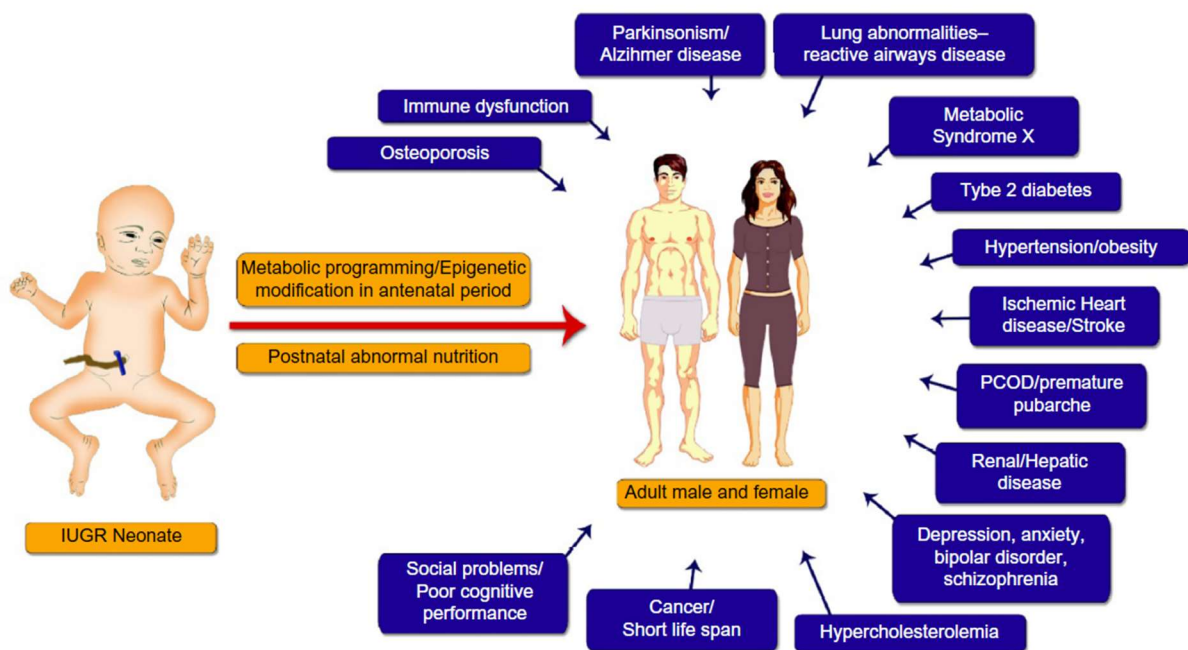 Parkinsonism/
Alzihmer disease
Lung abnormalities–
reactive airways disease
Immune dysfunction
Osteoporosis
Metabolic
Syndrome X
Tybe 2 diabetes
Hypertension/obesity
Ischemic Heart
disease/Stroke
PCOD/premature
pubarche
Renal/Hepatic
disease
Depression, anxiety,
bipolar disorder,
schizophrenia
Metabolic programming/Epigenetic
modification in antenatal period
Postnatal abnormal nutrition
IUGR Neonate
Adult male and female
Social problems/
Poor cognitive
performance
Cancer/
Short life span
Hypercholesterolemia